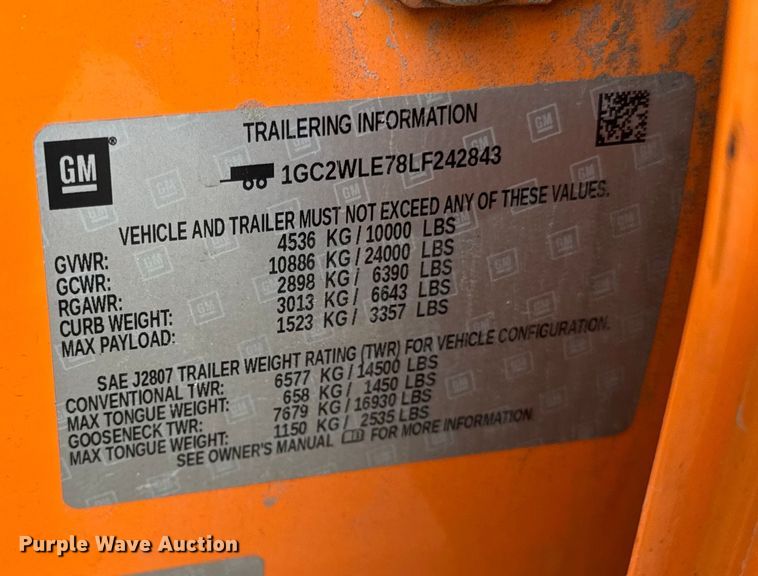 TRAILERING INFORMATION
GM ®
1GC2WLE78LF242843
VEHICLE AND TRAILER MUST NOT EXCEED ANY OF THESE VALUES.
GVWR: 4536 KG / 10000 LBS
GCWR: 10886 KG / 24000 LBS
RGAWR: 2898 KG / 6390 LBS
CURB WEIGHT: 3013 KG / 6643 LBS
MAX PAYLOAD: 1523 KG / 3357 LBS
SAE J2807 TRAILER WEIGHT RATING (TWR) FOR VEHICLE CONFIGURATION.
CONVENTIONAL TWR: 6577 KG / 14500 LBS
MAX TONGUE WEIGHT: 658 KG / 1450 LBS
GOOSENECK TWR: 7679 KG / 16930 LBS
MAX TONGUE WEIGHT: 1150 KG / 2535 LBS
SEE OWNER'S MANUAL FOR MORE INFORMATION
Purple Wave Auction